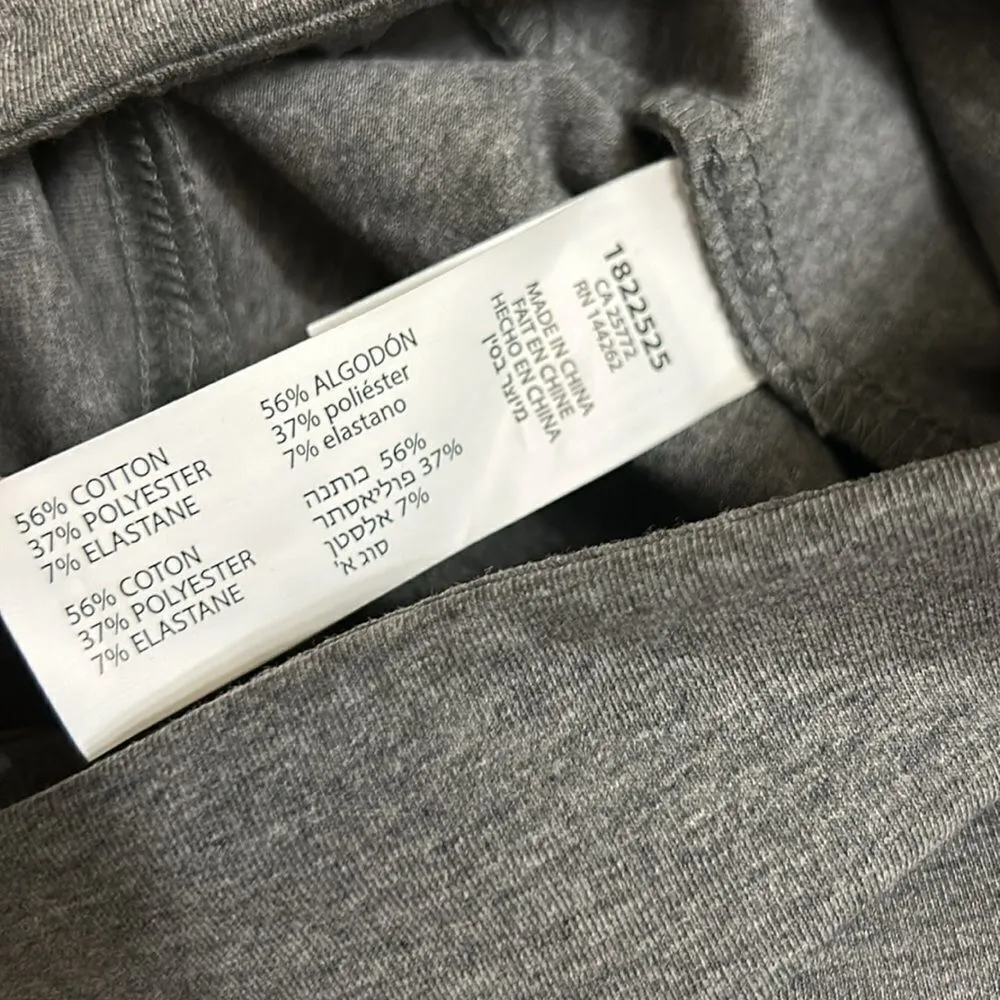 56% COTTON
37% POLYESTER
7% ELASTANE
56% COTON
37% POLYESTER
7% ELASTANE
56% ALGODÓN
37% poliéster
7% elastano
56% כותנה
37% פוליאסתר
7% אלסטן
סוג א'
MADE IN CHINA
FAIT EN CHINE
HECHO EN CHINA
מיוצר בסין
1822525
CA 25772
RN 144262